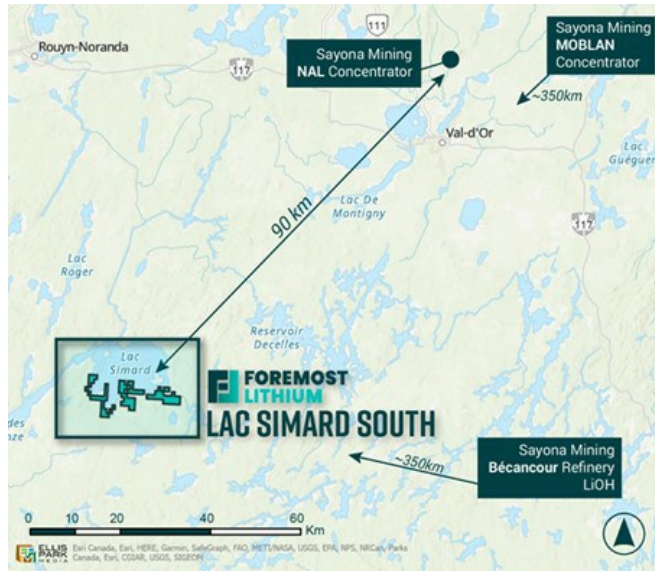 111
Rouyn-Noranda
Sayona Mining
NAL Concentrator
Sayona Mining
MOBLAN
Concentrator
117
~350km
Val-d'Or
Lac
Guéguen
Lac De
Montigny
117
90 km
Lac
Roger
Reservoir
Decelles
Lac
Simard
FOREMOST
LITHIUM
LAC SIMARD SOUTH
des
nze
Sayona Mining
Bécancour Refinery
LiOH
~350km
0 10 20 40 60
Km
ELLIS
PARK
MEDIA
Esri Canada, Esri, HERE, Garmin, SafeGraph, FAO, METI/NASA, USGS, EPA, NPS, NRCan, Parks
Canada, Esri, CGIAR, USGS, SIGEOM